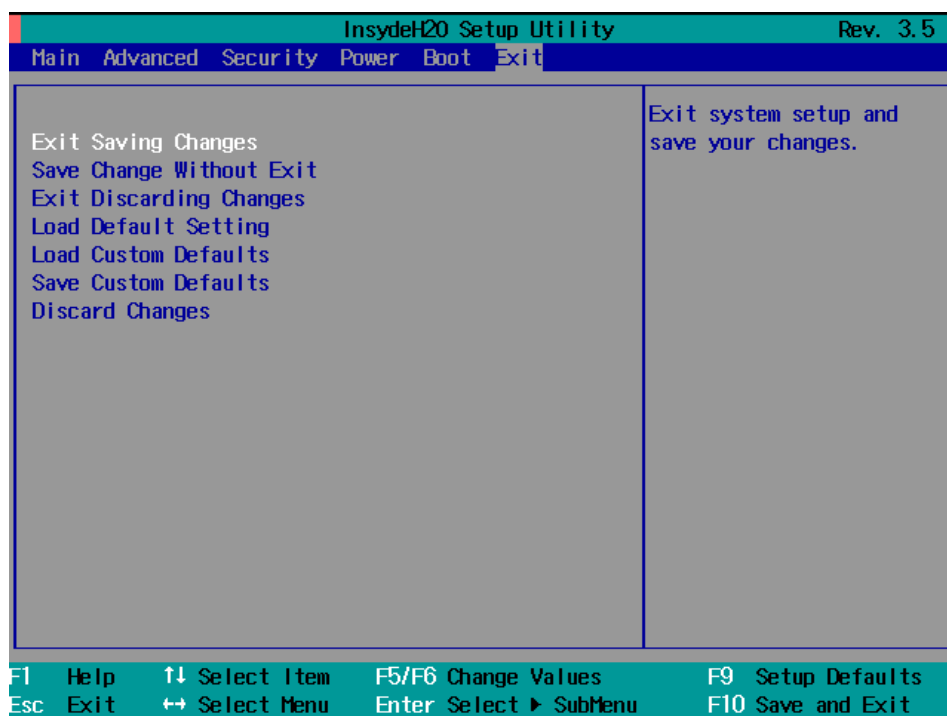 InsydeH20 Setup Utility Rev. 3.5
Main Advanced Security Power Boot Exit
Exit Saving Changes
Save Change Without Exit
Exit Discarding Changes
Load Default Setting
Load Custom Defaults
Save Custom Defaults
Discard Changes
Exit system setup and
save your changes.
F1 Help ↑↓ Select Item F5/F6 Change Values F9 Setup Defaults
Esc Exit ↔ Select Menu Enter Select ▶ SubMenu F10 Save and Exit